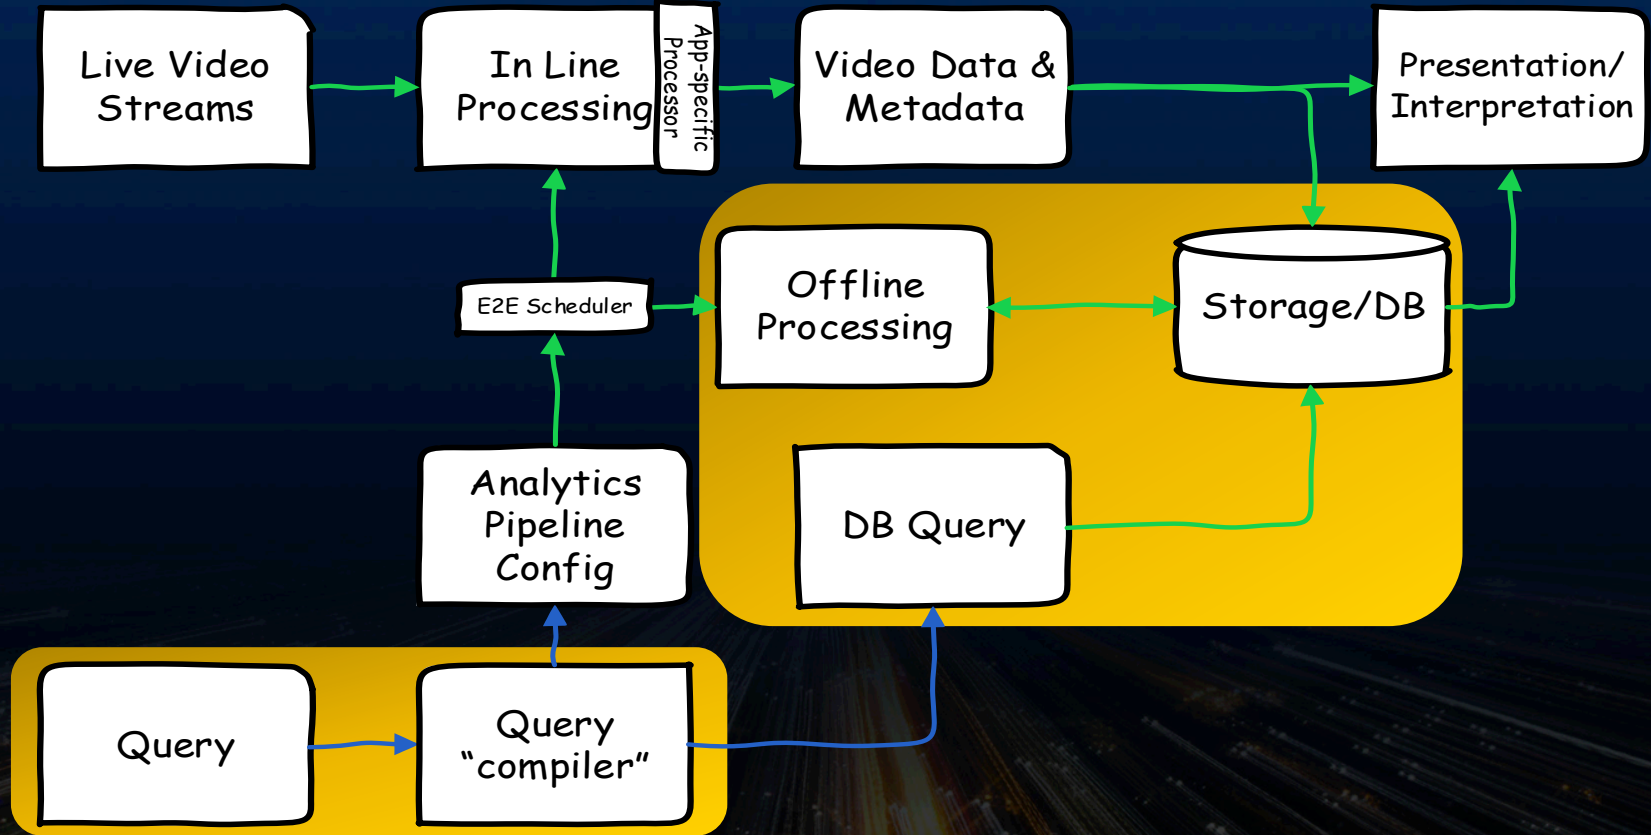 Live Video
Streams
In Line
Processing
App-specific
Processor
Video Data &
Metadata
Presentation/
Interpretation
E2E Scheduler
Offline
Processing
Storage/DB
Analytics
Pipeline
Config
DB Query
Query
Query
“compiler”